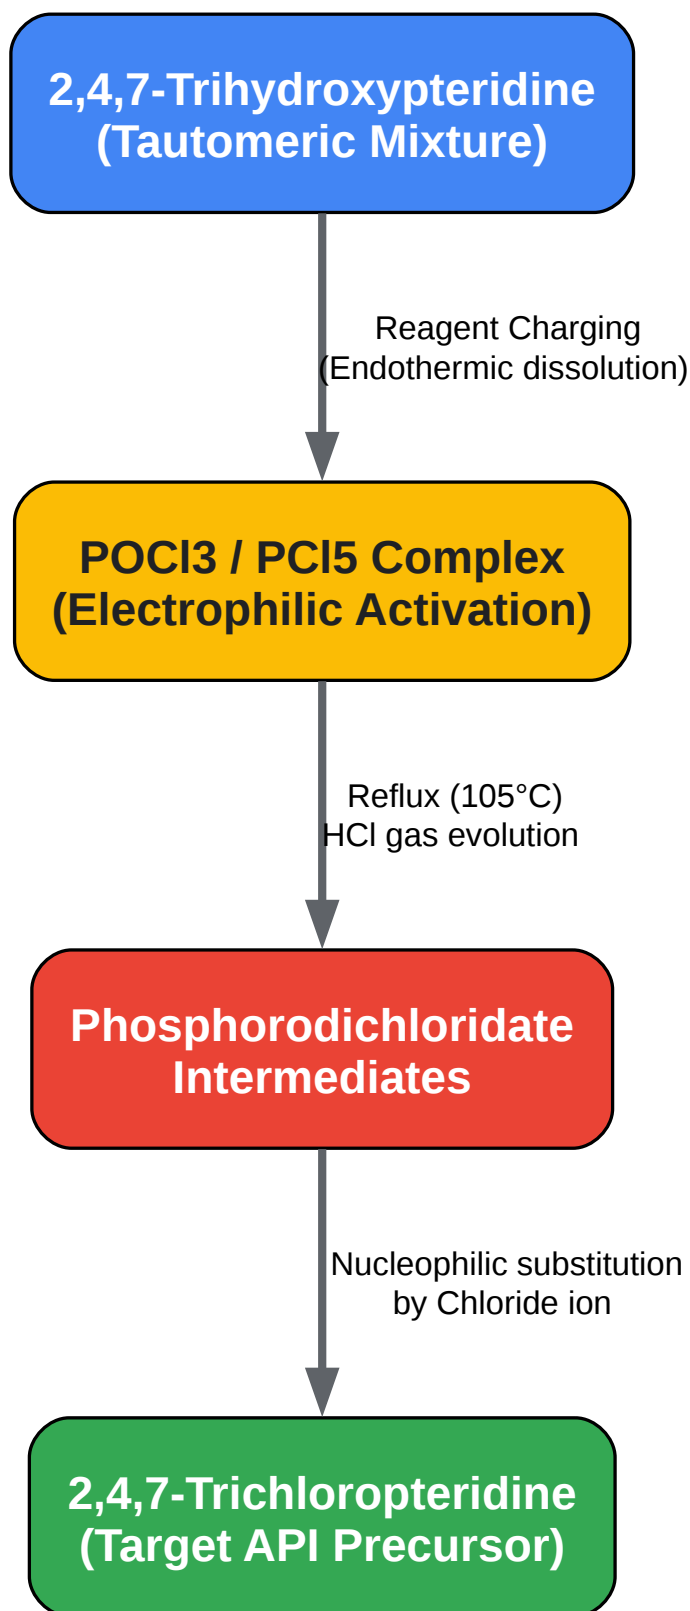 2,4,7-Trihydroxypteridine
(Tautomeric Mixture)
Reagent Charging
(Endothermic dissolution)
POCl3 / PCl5 Complex
(Electrophilic Activation)
Reflux (105°C)
HCl gas evolution
Phosphorodichloridate
Intermediates
Nucleophilic substitution
by Chloride ion
2,4,7-Trichloropteridine
(Target API Precursor)